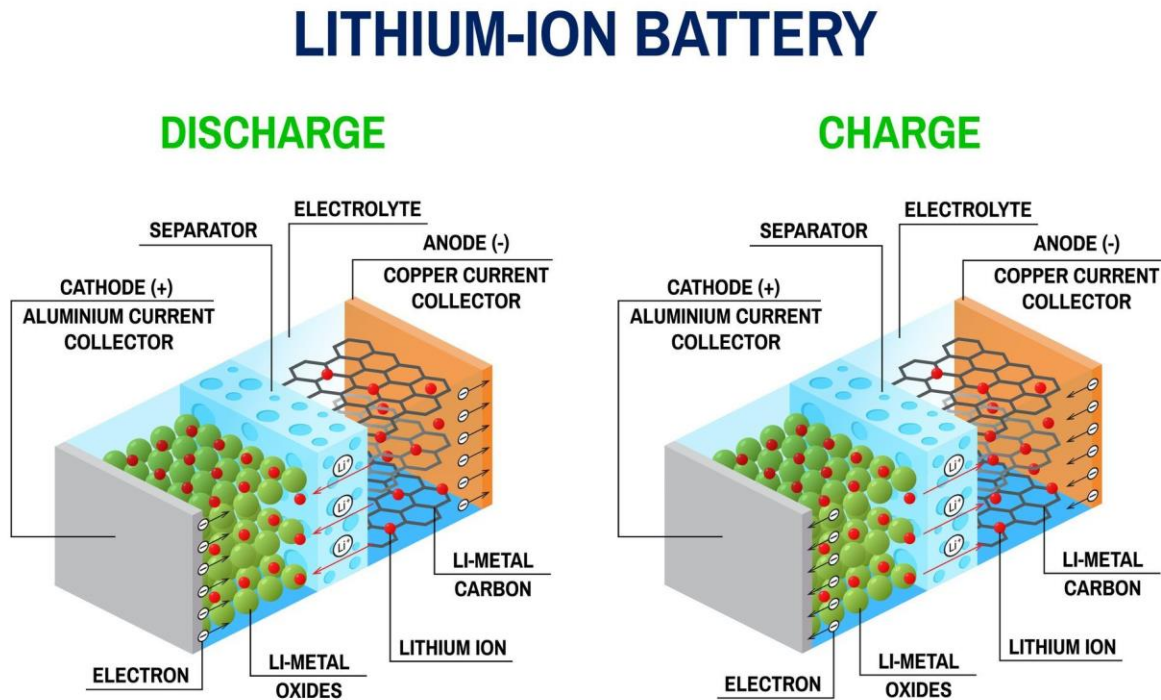 LITHIUM-ION BATTERY
DISCHARGE
ELECTROLYTE
SEPARATOR
ANODE (-)
COPPER CURRENT
COLLECTOR
CATHODE (+)
ALUMINIUM CURRENT
COLLECTOR
Li+
Li+
Li+
LI-METAL
CARBON
LITHIUM ION
LI-METAL
OXIDES
ELECTRON
CHARGE
ELECTROLYTE
SEPARATOR
ANODE (-)
COPPER CURRENT
COLLECTOR
CATHODE (+)
ALUMINIUM CURRENT
COLLECTOR
Li+
Li+
Li+
LI-METAL
CARBON
LITHIUM ION
LI-METAL
OXIDES
ELECTRON